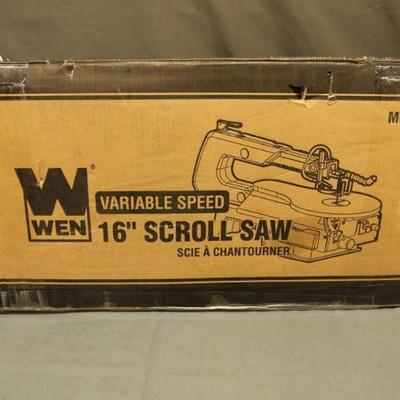 W
WEN
®
VARIABLE SPEED
16" SCROLL SAW
SCIE À CHANTOURNER
M